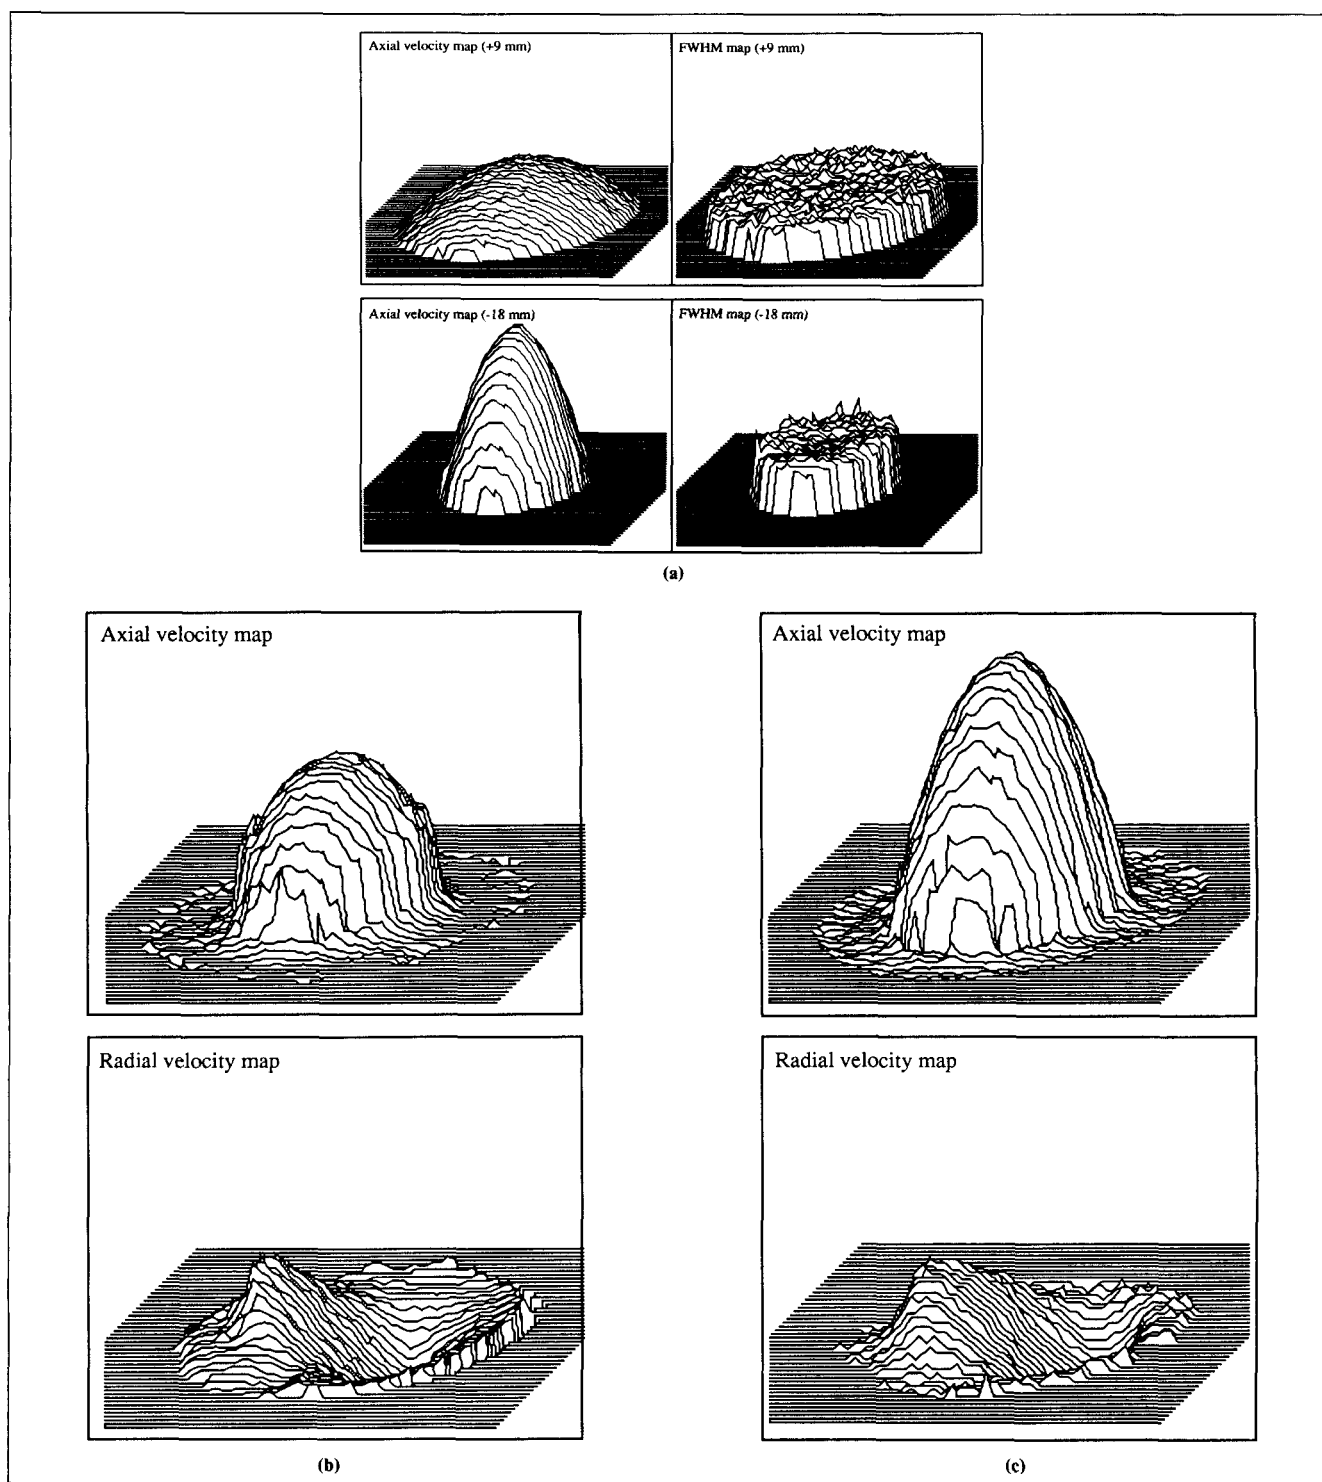 Axial velocity map (+9 mm)
FWHM map (+9 mm)
Axial velocity map (-18 mm)
FWHM map (-18 mm)
(a)
Axial velocity map
Axial velocity map
Radial velocity map
Radial velocity map
(b)
(c)